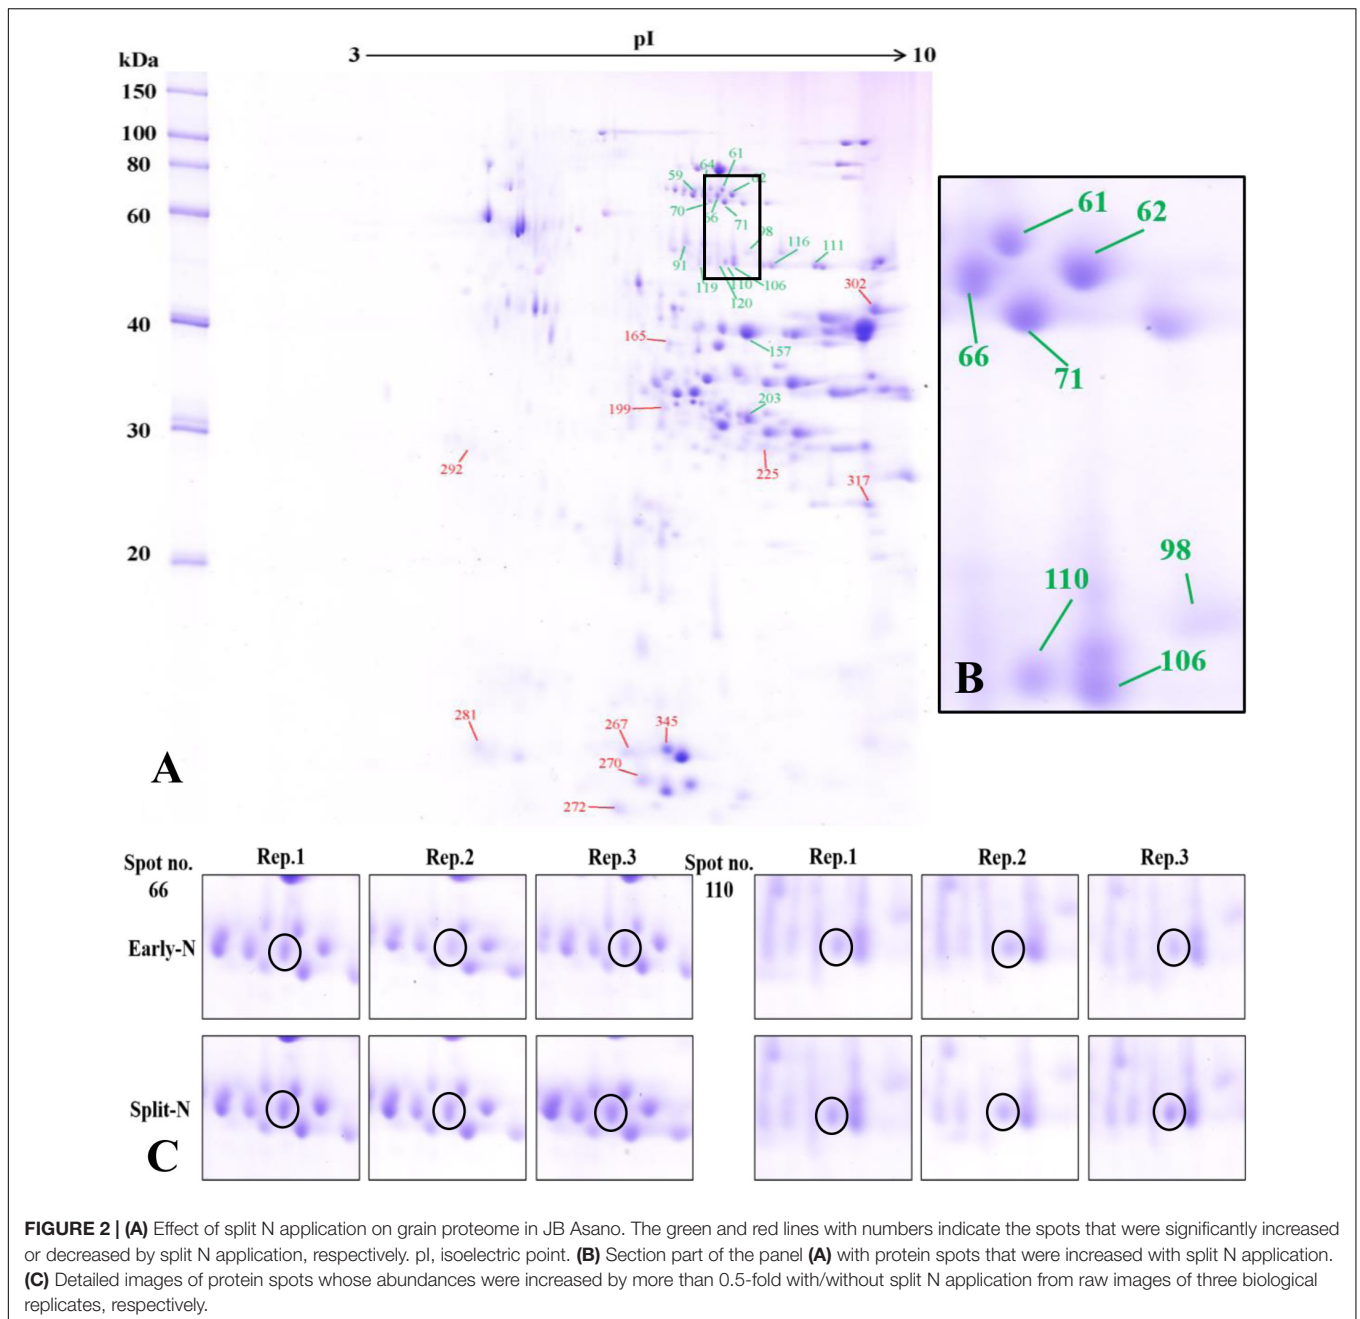 pI
3
10
kDa
150
100
80
60
40
30
20
61
64
59
62
70
66
71
98
91
116
111
119
110
106
120
302
165
157
199
203
292
225
317
281
267
345
270
272
A
61
62
66
71
98
110
106
B
Spot no.
66
Rep.1
Rep.2
Rep.3
Spot no.
110
Rep.1
Rep.2
Rep.3
Early-N
Split-N
C
FIGURE 2 | (A) Effect of split N application on grain proteome in JB Asano. The green and red lines with numbers indicate the spots that were significantly increased
or decreased by split N application, respectively. pI, isoelectric point. (B) Section part of the panel (A) with protein spots that were increased with split N application.
(C) Detailed images of protein spots whose abundances were increased by more than 0.5-fold with/without split N application from raw images of three biological
replicates, respectively.